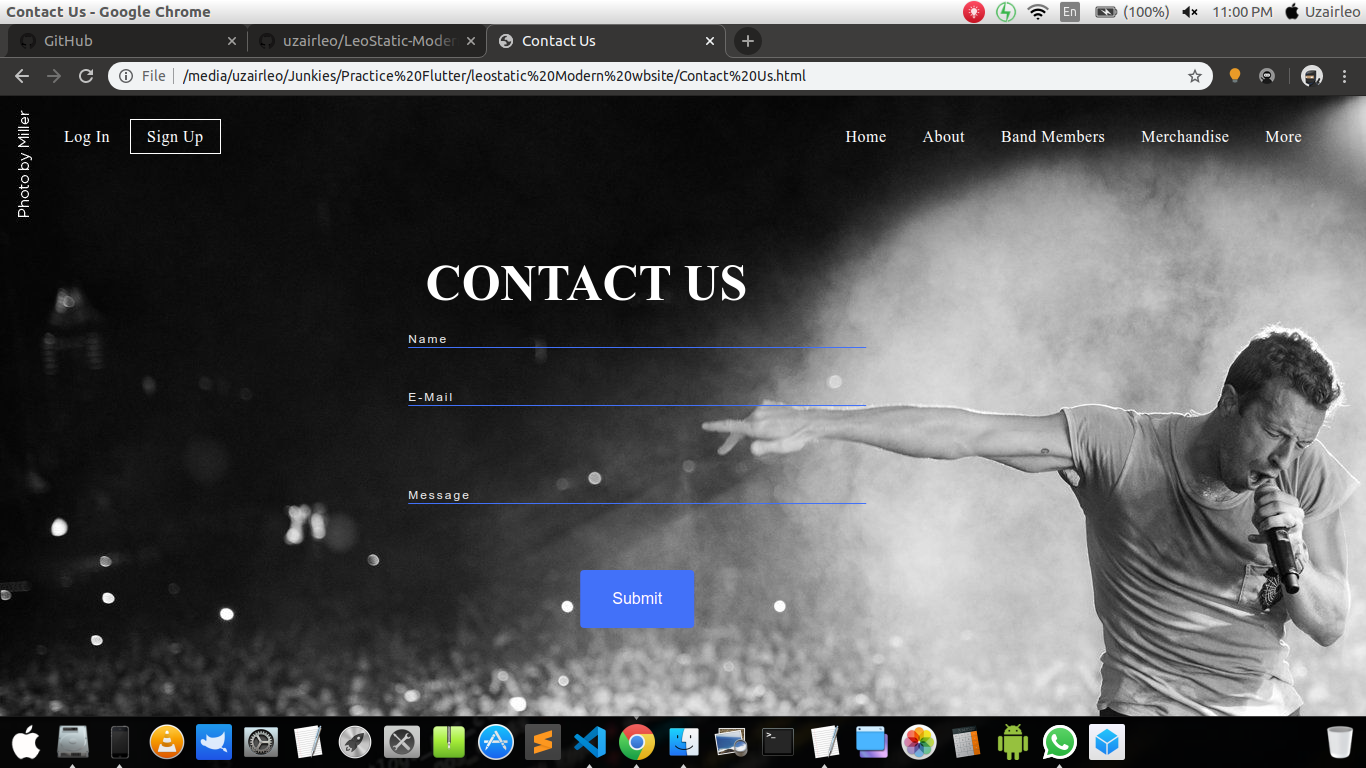 Contact Us - Google Chrome
En (100%) 11:00 PM Uzairleo
GitHub
uzairleo/LeoStatic-Moder
Contact Us
File /media/uzairleo/Junkies/Practice%20Flutter/leostatic%20Modern%20wbsite/Contact%20Us.html
Photo by Miller
Log In Sign Up Home About Band Members Merchandise More
CONTACT US
Name
E-Mail
Message
Submit